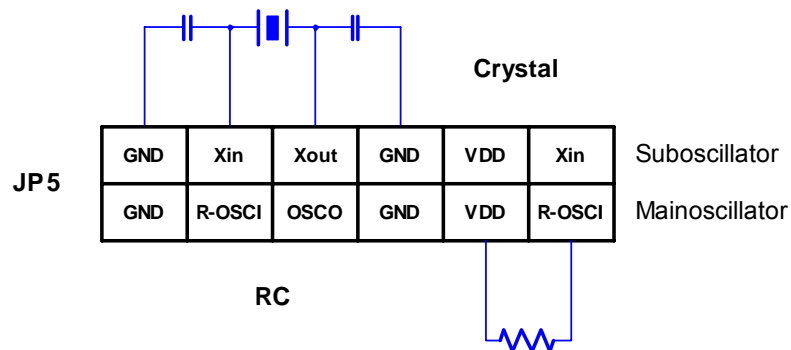 Crystal
GND Xin Xout GND VDD Xin Suboscillator
JP5
GND R-OSCI OSCO GND VDD R-OSCI Mainoscillator
RC